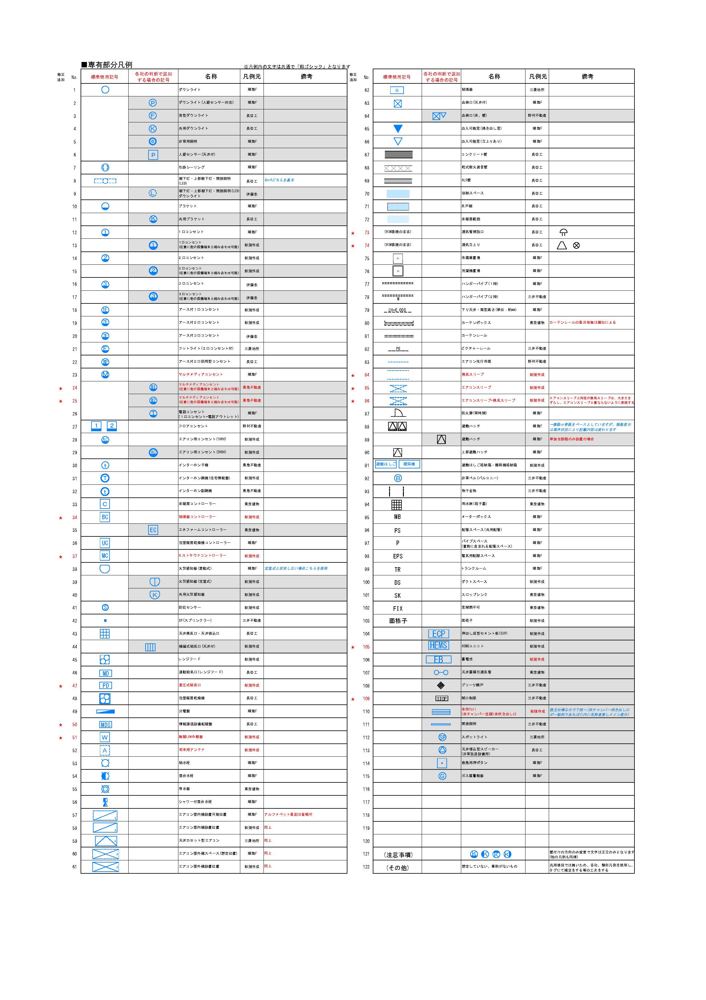 ■専有部分凡例
※凡例内の文字は共通で「MSゴシック」となります
修正追加 No. 標準使用記号 各社の判断で追加する場合の記号 名称 凡例元 備考
1 ダウンライト 晴海F
2 P ダウンライト(人感センサー対応) 晴海F
3 F 浅型ダウンライト 長谷工
4 K 共用ダウンライト 長谷工
5 非常用照明 晴海F
6 P 人感センサー(天井付) 晴海F
7 引掛シーリング 晴海F
8 棚下灯・上部棚下灯・間接照明(LED) 長谷工 8or9どちらを基本
9 L 棚下灯・上部棚下灯・間接照明(LED)ダウンライト 伊藤忠
10 ブラケット 晴海F
11 K 共用ブラケット 長谷工
12 1 1口コンセント 晴海F
13 1 1口コンセント(任意に他の設備端末と組み合わせ可能) 新規作成
14 2 2口コンセント 新規作成
15 2 2口コンセント(任意に他の設備端末と組み合わせ可能) 新規作成
16 3 3口コンセント 伊藤忠
17 3 3口コンセント(任意に他の設備端末と組み合わせ可能) 伊藤忠
18 1E アース付1口コンセント 新規作成
19 2E アース付2口コンセント 新規作成
20 3E アース付3口コンセント 伊藤忠
21 F フットライト(2口コンセント付) 三菱地所
22 WP アース付2口防雨型コンセント 長谷工
23 M マルチメディアコンセント 晴海F
★ 24 M1 マルチメディアコンセント(任意に他の設備端末と組み合わせ可能) 東急不動産
★ 25 M2 マルチメディアコンセント(任意に他の設備端末と組み合わせ可能) 東急不動産
26 T 電話コンセント(1口コンセント+電話アウトレット) 晴海F
27 1 2 フロアコンセント 野村不動産
28 AC エアコン用コンセント(100V) 晴海F
29 AC エアコン用コンセント(200V) 晴海F
30 t インターホン子機 東急不動産
31 T インターホン親機(住宅情報盤) 新規作成
32 t インターホン副親機 東急不動産
33 C 床暖房コントローラー 東京建物
★ 34 BC 給湯器コントローラー 新規作成
35 EC エネファームコントローラー 東京建物
36 UC 浴室暖房乾燥機コントローラー 晴海F
★ 37 MC ミストサウナコントローラー 新規作成
38 火災感知器(差動式) 晴海F 定温式と区別しない場合こちらを使用
39 火災感知器(定温式) 新規作成
40 K 共用火災感知器 新規作成
41 S 防犯センサー 新規作成
42 SP(スプリンクラー) 三井不動産
43 天井換気口・天井吸込口 長谷工
44 機械式給気口(天井付) 新規作成
45 レンジフード 新規作成
46 MD 連動給気口(レンジフード) 長谷工
★ 47 PD 差圧式給気口 新規作成
48 浴室暖房乾燥機 長谷工
49 分電盤 晴海F
★ 50 MDS 情報通信設備配線盤 長谷工
★ 51 W 無線LAN中継器 新規作成
52 A 将来用アンテナ 新規作成
53 給水栓 晴海F
54 混合水栓 晴海F
55 浄水器 東京建物
56 シャワー付混合水栓 晴海F
57 A エアコン室内機設置可能位置 晴海F アルファベット表記は省略可
58 A エアコン室内機設置位置 新規作成 同上
59 A 天井カセット型エアコン 三菱地所 同上
60 A エアコン室外機スペース(想定位置) 晴海F 同上
61 A エアコン室外機設置位置 新規作成 同上
修正追加 No. 標準使用記号 各社の判断で追加する場合の記号 名称 凡例元 備考
62 B 給湯器 三菱地所
63 点検口(天井付) 晴海F
64 点検口(床、壁) 野村不動産
65 出入可能窓(掃き出し窓) 晴海F
66 出入可能窓(立上りあり) 晴海F
67 コンクリート壁 長谷工
68 乾式耐火遮音壁 長谷工
69 ALC壁 長谷工
70 収納スペース 長谷工
71 吊戸棚 長谷工
72 床暖房範囲 長谷工
★ 73 (BIM表現のまま) 通気管開放口 長谷工
★ 74 (BIM表現のまま) 通気立上り 長谷工
75 R 冷蔵庫置場 晴海F
76 W 洗濯機置場 晴海F
77 ハンガーパイプ(1段) 晴海F
78 W ハンガーパイプ(2段) 三井不動産
79 CH=0,000 下り天井・梁型高さ(単位：約mm) 晴海F
80 カーテンボックス 東京建物 カーテンレールの表示有無は個社による
81 カーテンレール
82 PR ピクチャーレール 三井不動産
83 エアコン先行冷媒 野村不動産
★ 84 換気スリーブ 新規作成
★ 85 エアコンスリーブ 新規作成
★ 86 エアコンスリーブ+換気スリーブ 新規作成 エアコンスリーブと同径の換気スリーブは、大きさをずらし、エアコンスリーブと重ならないように表現する
87 防火扉(常時開) 晴海F
88 避難ハッチ 晴海F →偶数or奇数をベースとしていますが、階数表示は案件状況により記載内容は変わります
89 避難ハッチ 晴海F 単独当該階のみ設置の場合
90 上部避難ハッチ 晴海F
91 避難はしご 緩降機 避難はしご格納箱・緩降機格納箱 新規作成
92 B 非常ベル(バルコニー) 三井不動産
93 物干金物 三井不動産
94 雨水桝(格子蓋) 東京建物
95 MB メーターボックス 晴海F
96 PS 配管スペース(共用配管) 晴海F
97 P パイプスペース(畳数に含まれる配管スペース) 晴海F
98 EPS 電気用配線スペース 晴海F
99 TR トランクルーム 晴海F
100 DS ダクトスペース 新規作成
101 SK スロップシンク 東京建物
102 FIX 窓開閉不可 東京建物
103 面格子 面格子 新規作成
104 ECP 押出し成型セメント板(ECP) 新規作成
★ 105 HEMS HEMSユニット 新規作成
106 EB 蓄電池 新規作成
107 天井裏横引通気管 東京建物
108 プリーツ網戸 三井不動産
★ 109 STOP 開口制限 三井不動産
110 床快full(床チャンバー空調)床吹き出し口 新規作成 施主仕様なので下段へ(床チャンバー吹き出し口が一般的であれば()内に名称変更しメイン表示)
111 間接照明 三井不動産
112 SP スポットライト 三菱地所
113 天井埋込型スピーカー(非常放送設備用) 長谷工
114 救急用押ボタン 晴海F
115 G ガス漏警報器 晴海F
116
117
118
119
120
121 (注意事項) K K K K 壁付けの方向のみ変更で文字は正立のみとなります(他の凡例も同様)
122 (その他) 想定していない、事例がないもの 汎用項目では無いため、各社、類似凡例を使用し、タグにて補足をする等の工夫をする